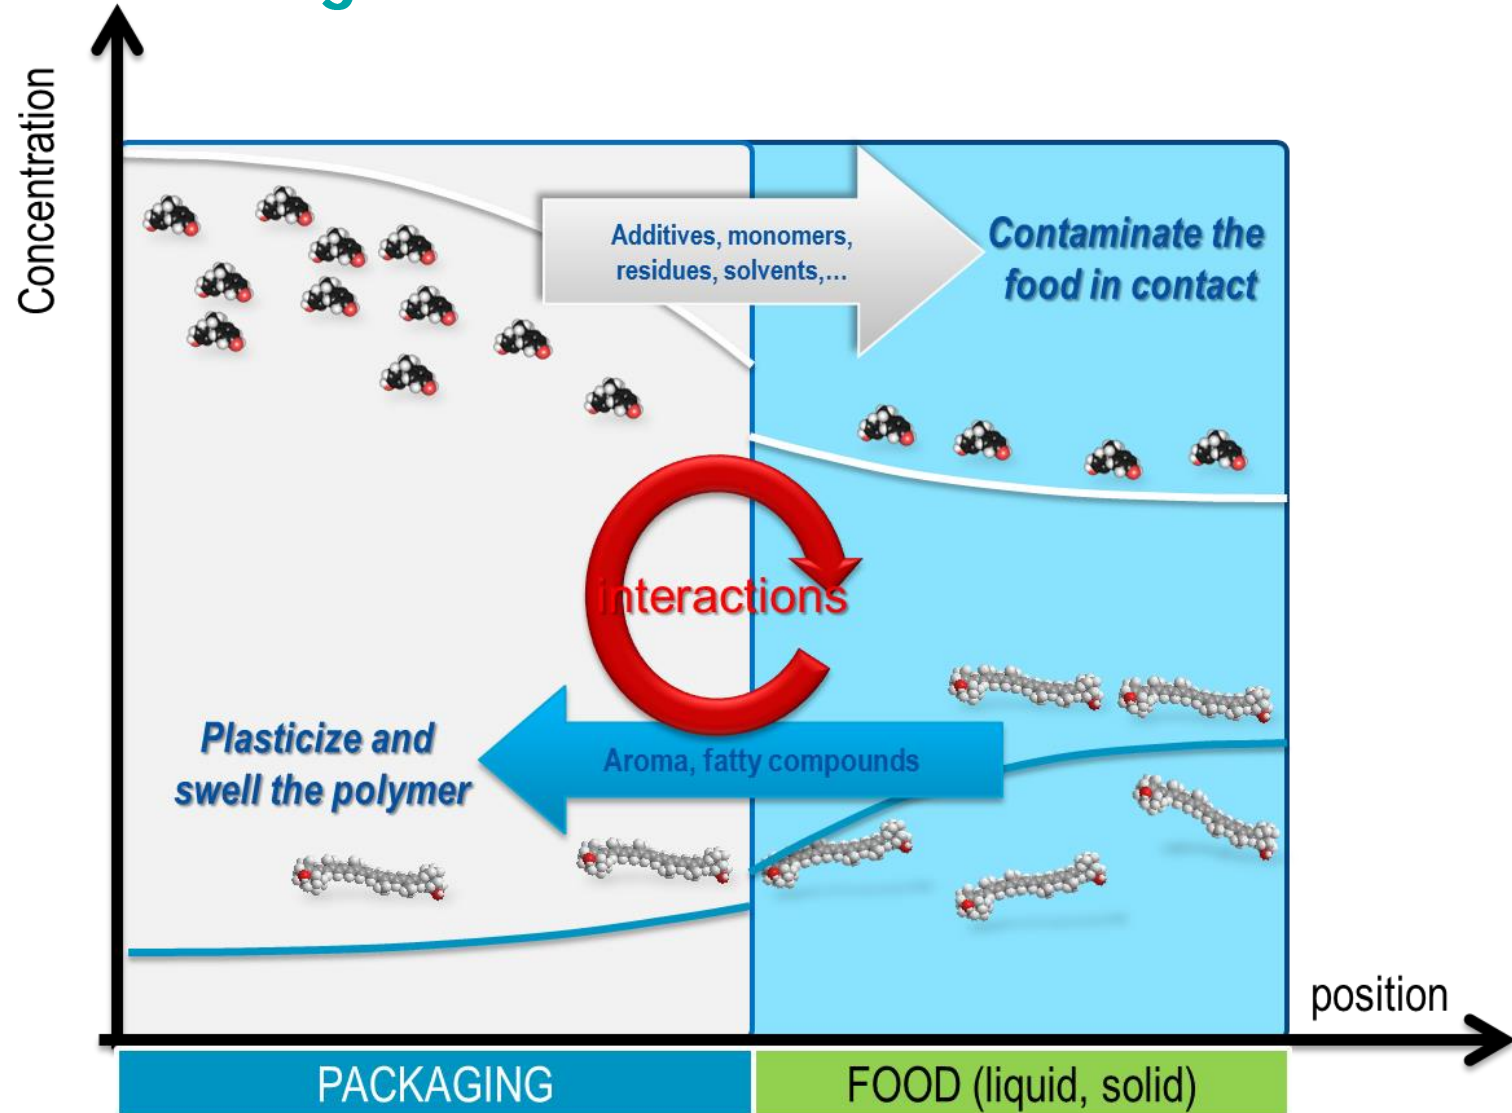 Concentration
Additives, monomers,
residues, solvents,...
Contaminate the
food in contact
interactions
Plasticize and
swell the polymer
Aroma, fatty compounds
position
PACKAGING
FOOD (liquid, solid)